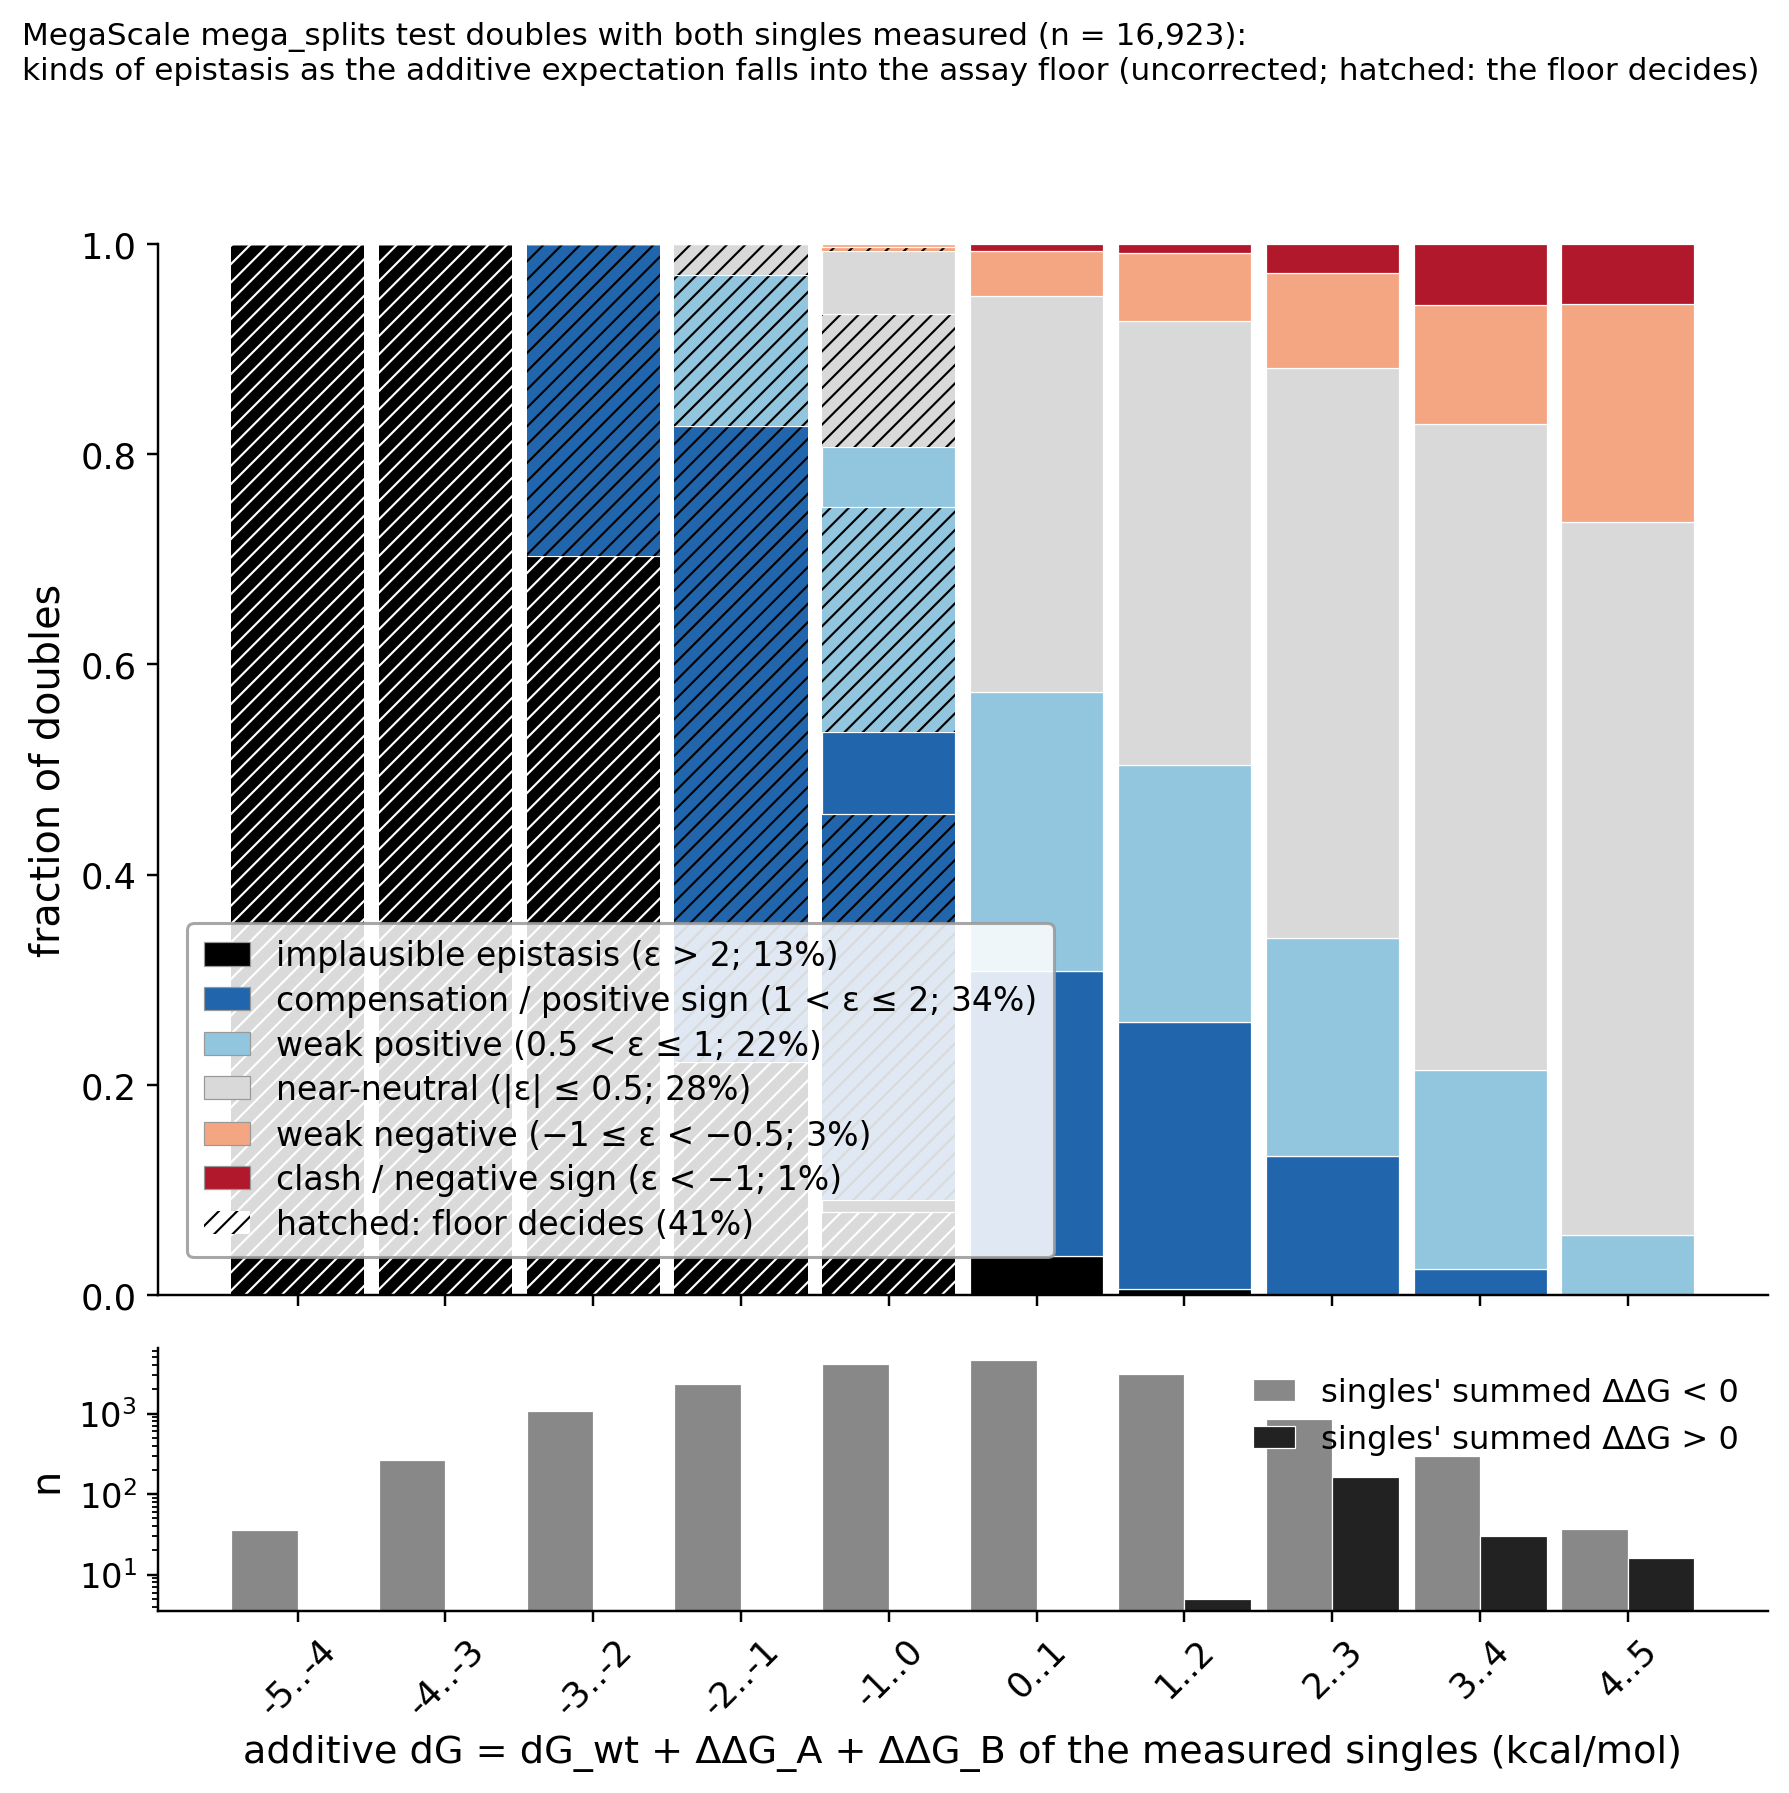 MegaScale mega_splits test doubles with both singles measured (n = 16,923):
kinds of epistasis as the additive expectation falls into the assay floor (uncorrected; hatched: the floor decides)
fraction of doubles
1.0
0.8
0.6
0.4
0.2
0.0
implausible epistasis (ε > 2; 13%)
compensation / positive sign (1 < ε ≤ 2; 34%)
weak positive (0.5 < ε ≤ 1; 22%)
near-neutral (|ε| ≤ 0.5; 28%)
weak negative (−1 ≤ ε < −0.5; 3%)
clash / negative sign (ε < −1; 1%)
hatched: floor decides (41%)
n
10³
10²
10¹
singles' summed ΔΔG < 0
singles' summed ΔΔG > 0
-5..-4
-4..-3
-3..-2
-2..-1
-1..0
0..1
1..2
2..3
3..4
4..5
additive dG = dG_wt + ΔΔG_A + ΔΔG_B of the measured singles (kcal/mol)